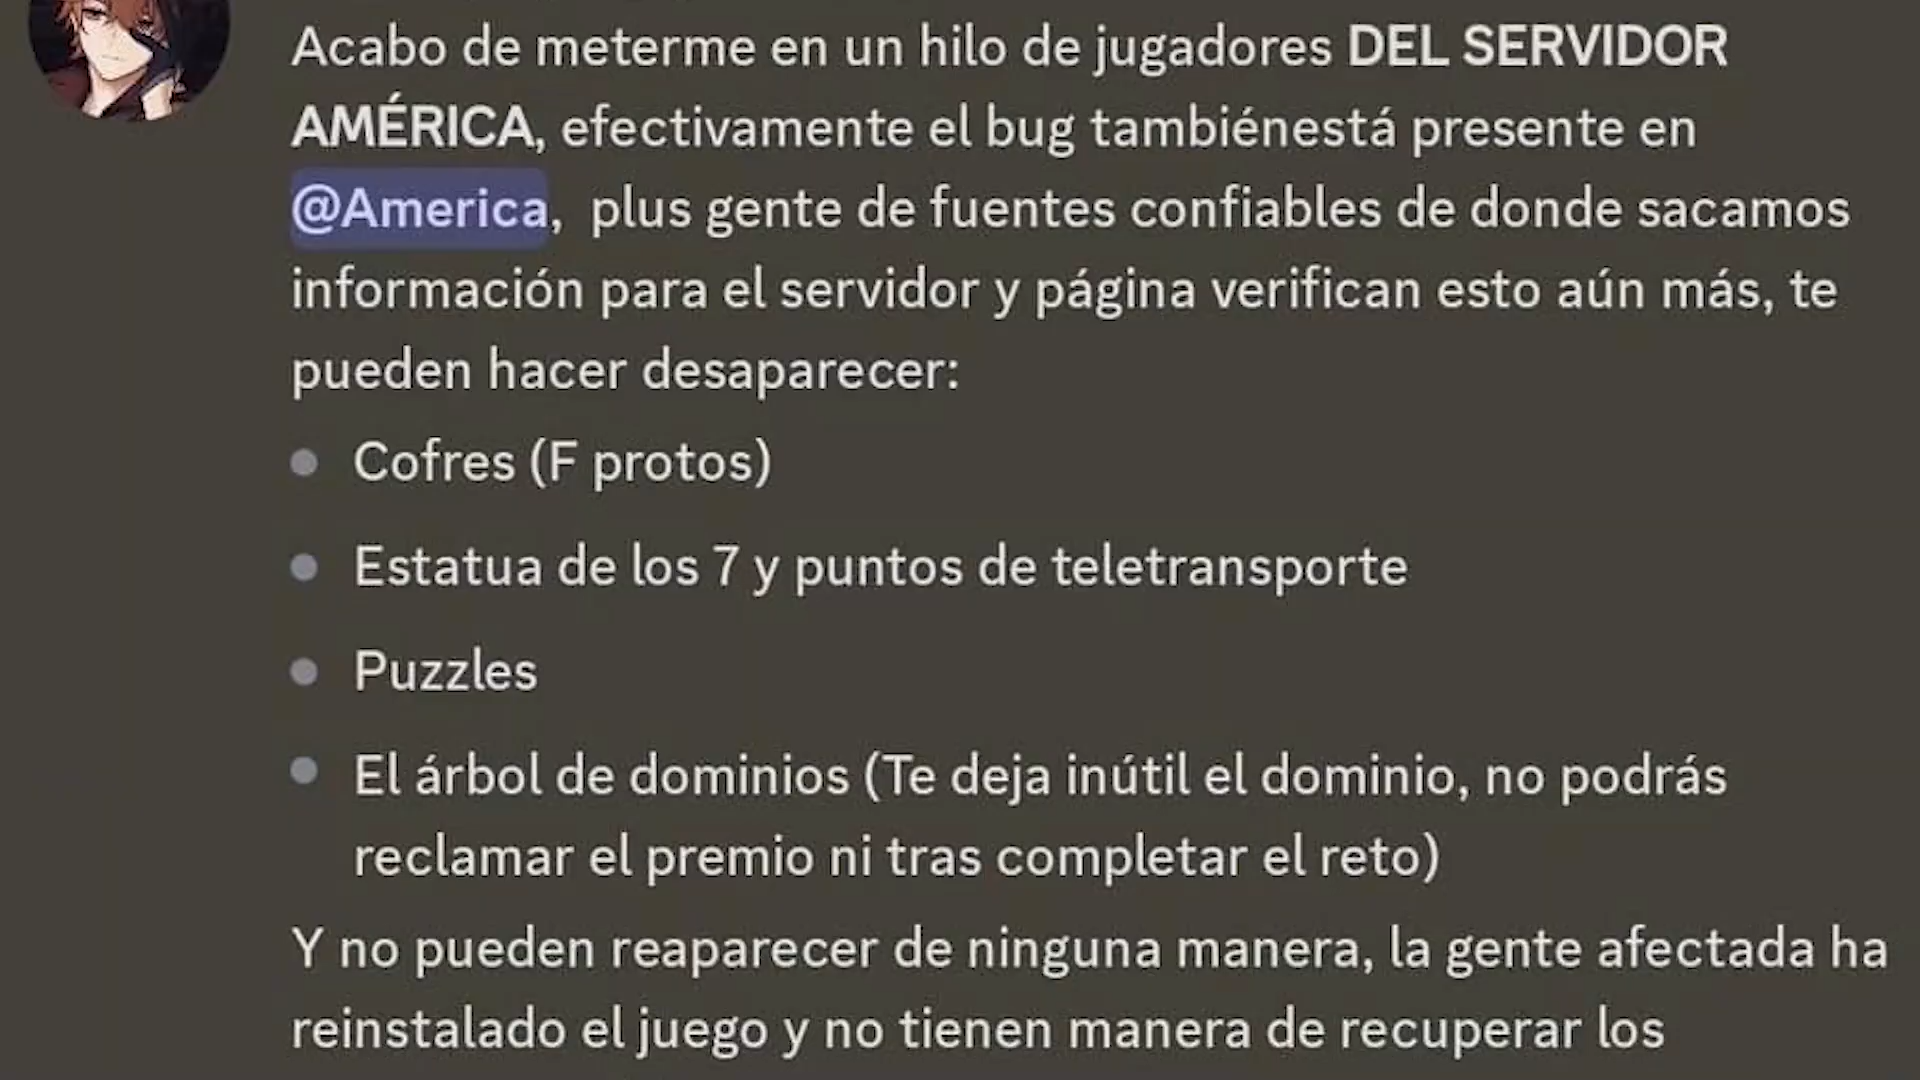 Acabo de meterme en un hilo de jugadores DEL SERVIDOR
AMÉRICA, efectivamente el bug tambiénestá presente en
@America,  plus gente de fuentes confiables de donde sacamos
información para el servidor y página verifican esto aún más, te
pueden hacer desaparecer:
Cofres (F protos)
Estatua de los 7 y puntos de teletransporte
Puzzles
El árbol de dominios (Te deja inútil el dominio, no podrás
reclamar el premio ni tras completar el reto)
Y no pueden reaparecer de ninguna manera, la gente afectada ha
reinstalado el juego y no tienen manera de recuperar los